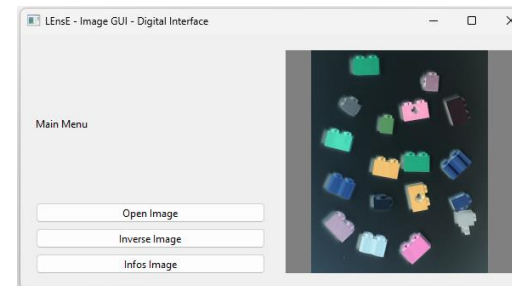 LEnsE - Image GUI - Digital Interface
Main Menu
Open Image
Inverse Image
Infos Image